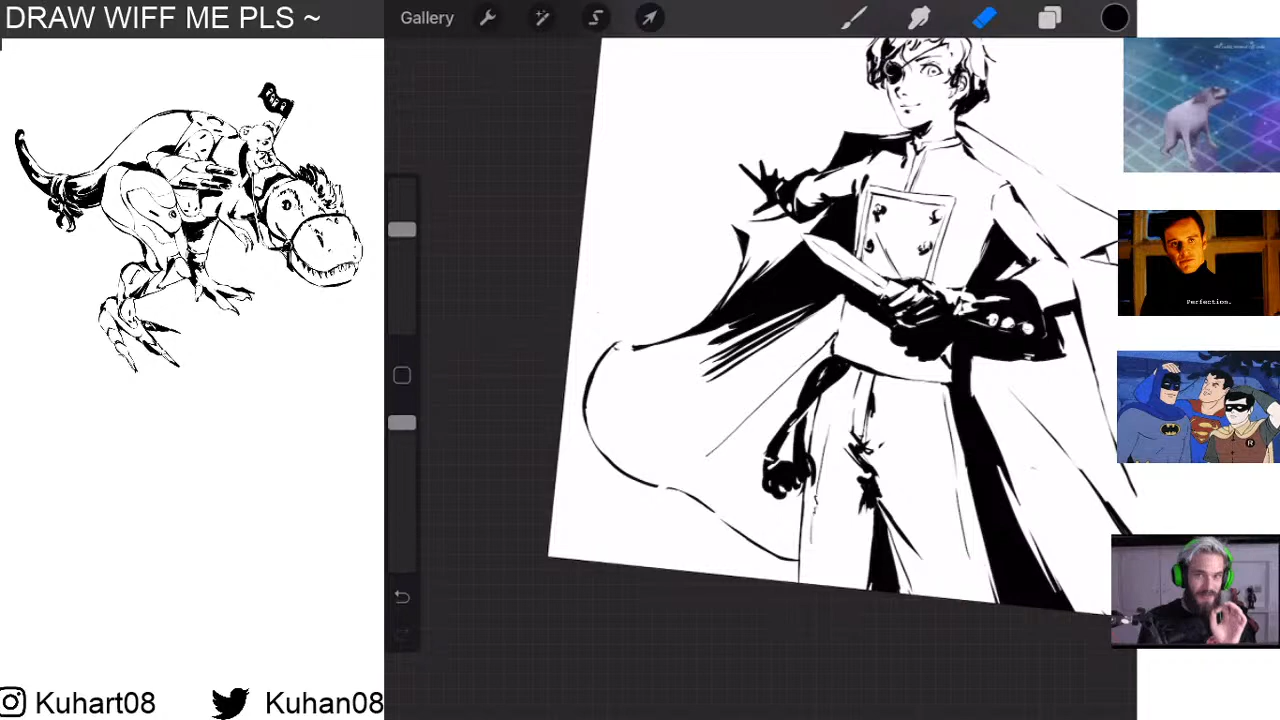 DRAW WIFF ME PLS ~
Gallery
Perfection.
Kuhart08
Kuhan08